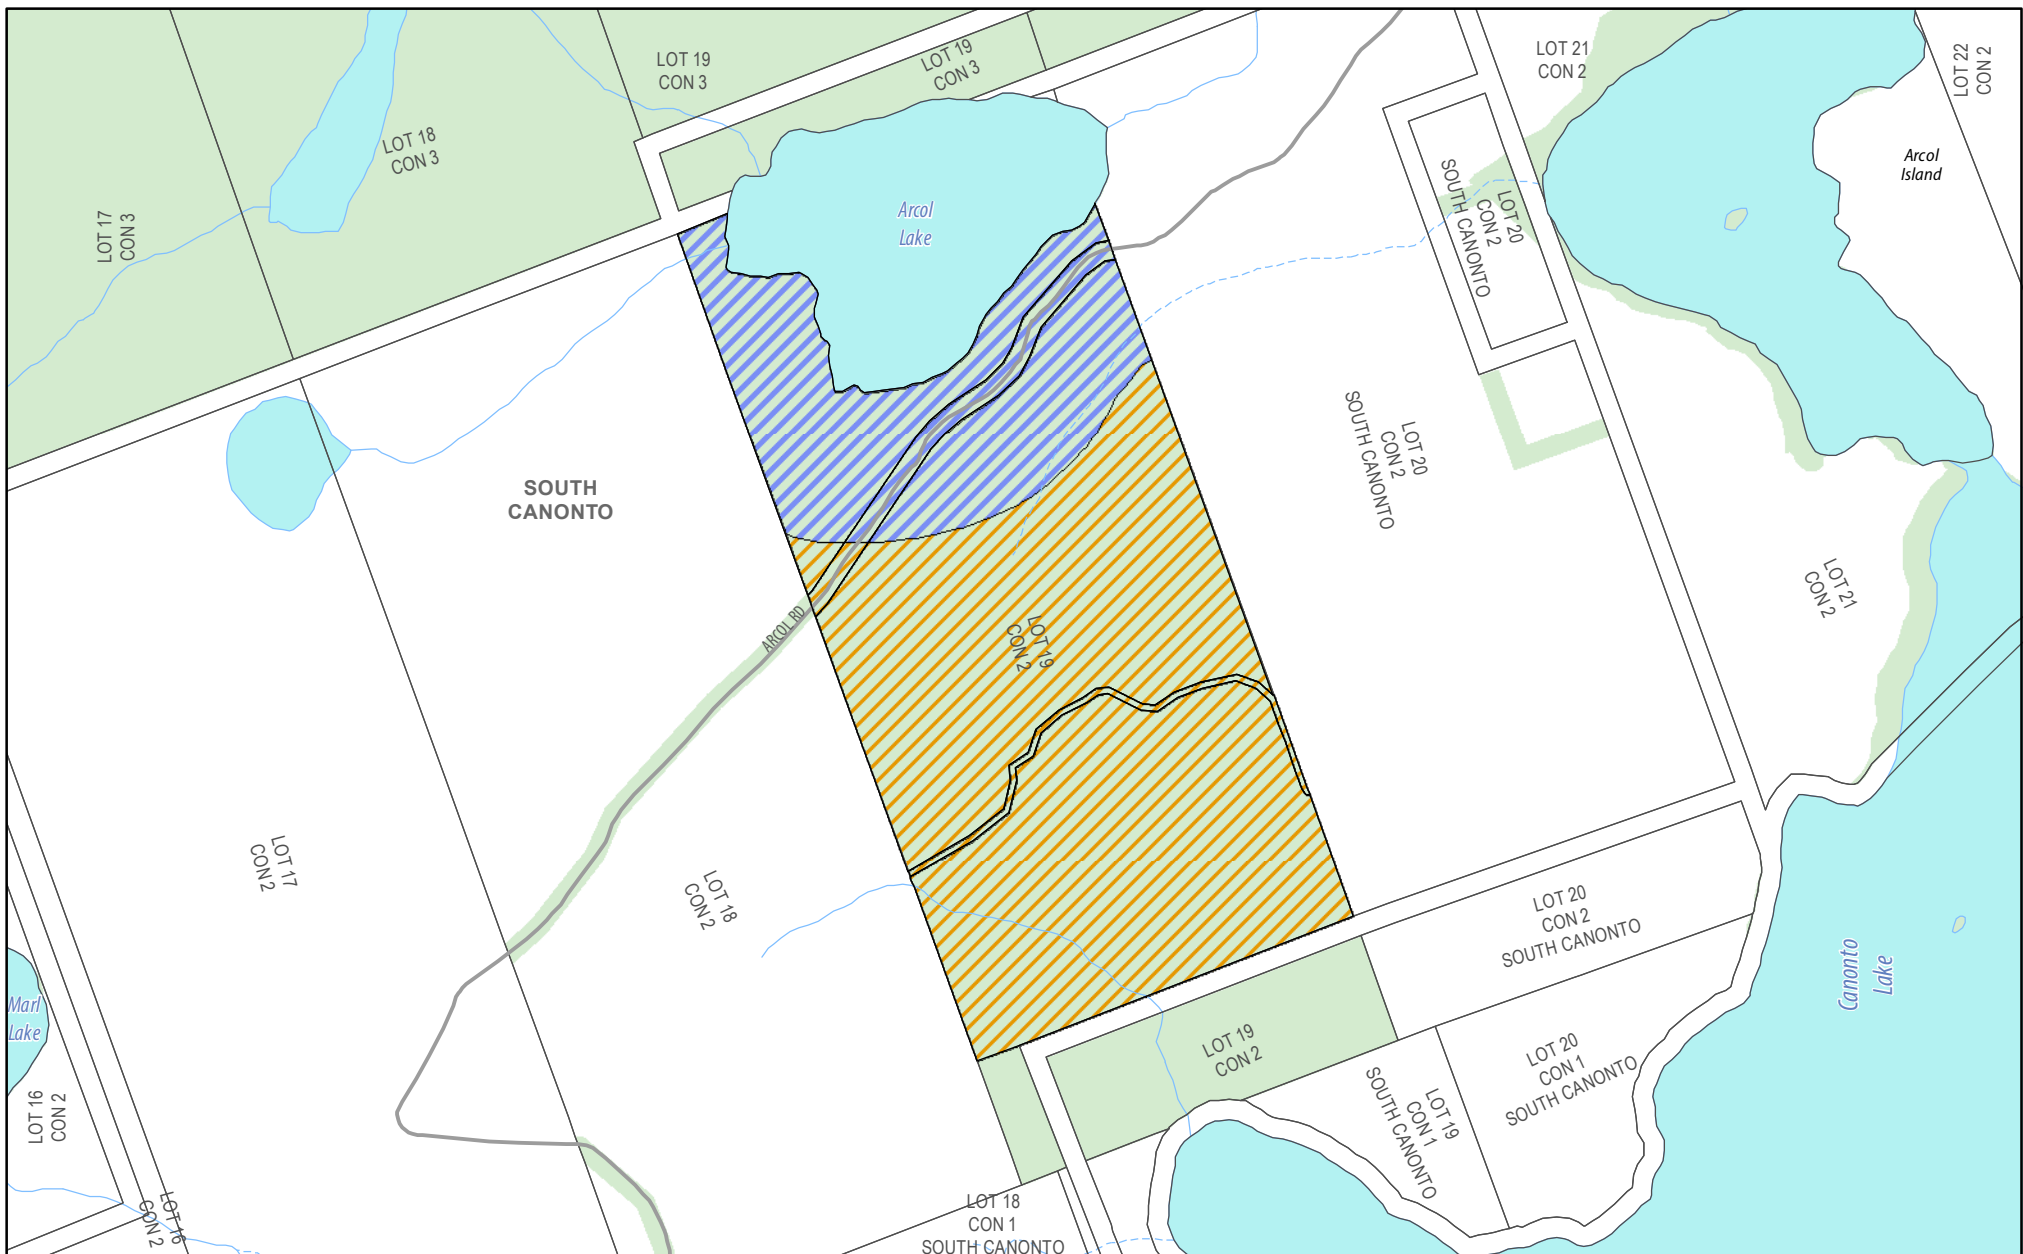 LOT 19
CON 3
LOT 19
CON 3
LOT 21
CON 2
LOT 22
CON 2
LOT 18
CON 3
Arcol
Island
LOT 17
CON 3
Arcol
Lake
LOT 20
CON 2
SOUTH CANONTO
LOT 20
CON 2
SOUTH CANONTO
SOUTH
CANONTO
LOT 21
CON 2
ARCOL RD
LOT 19
CON 2
LOT 17
CON 2
LOT 18
CON 2
LOT 20
CON 2
SOUTH CANONTO
Canonto
Lake
Marl
Lake
LOT 19
CON 2
LOT 20
CON 1
SOUTH CANONTO
LOT 16
CON 2
LOT 19
CON 1
SOUTH CANONTO
LOT 16
CON 2
LOT 18
CON 1
SOUTH CANONTO